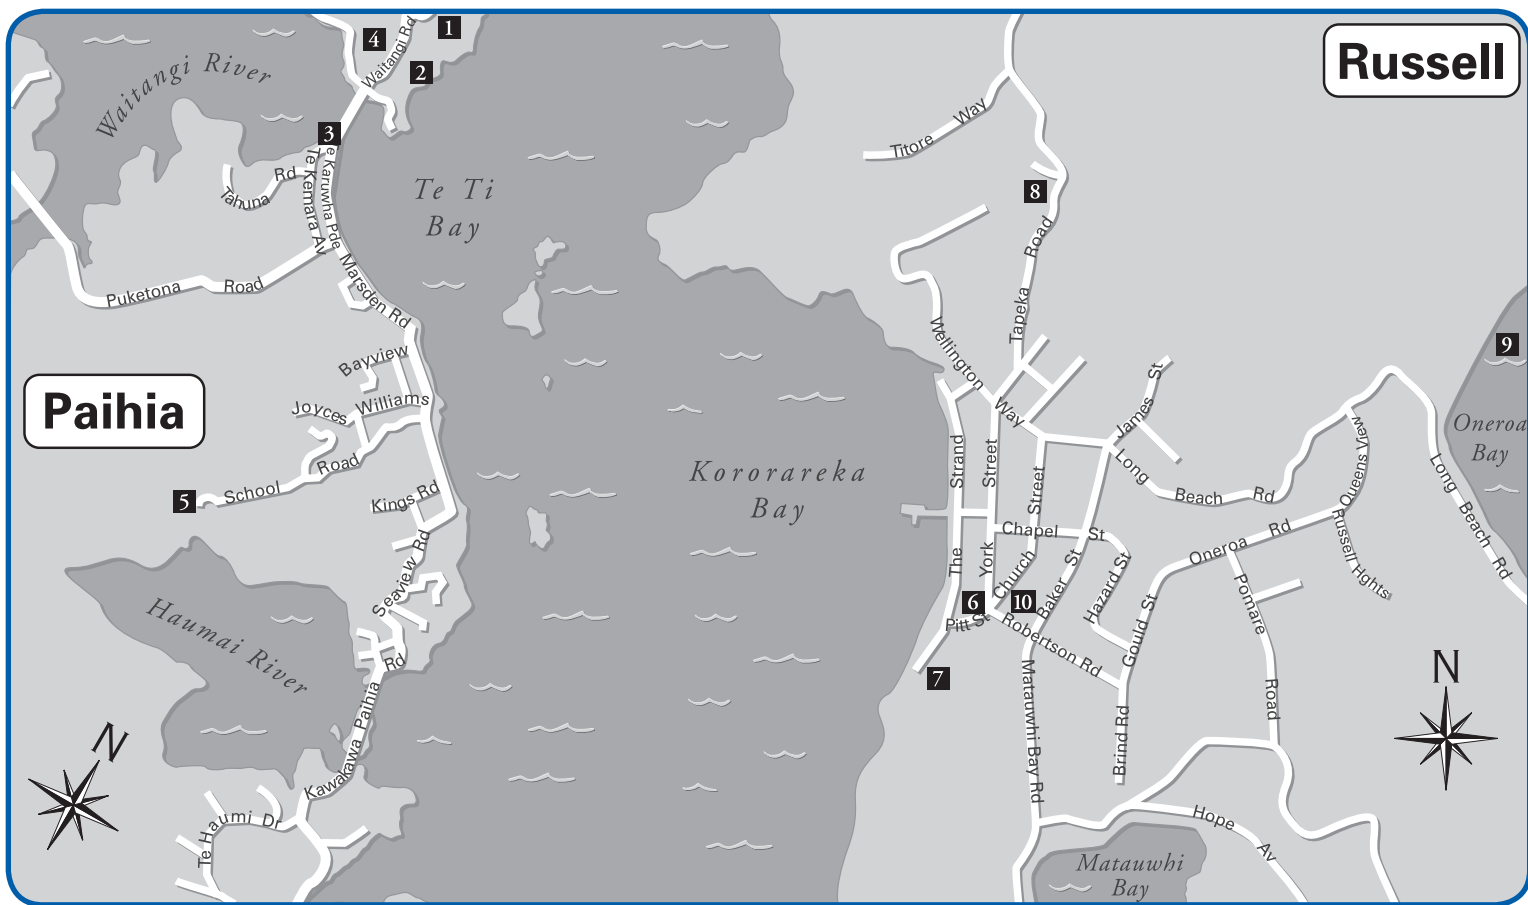 Russell
Paihia
1
4
Waitangi Rd
2
Waitangi River
3
Te Karuwha Pde
Te Kemara Av
Tahuna Rd
Te Ti
Bay
Puketona Road
Marsden Rd
Bayview
Joyces
Williams
5
School Road
Kings Rd
Seaview Rd
Haumai River
Kawakawa Paihia Rd
N
Te Haumi Dr
Titore Way
8
Tapeka Road
Wellington Way
9
Oneroa
Bay
James St
Long Beach Rd
Queens View
Long Beach Rd
Kororareka
Bay
The Strand
York Street
Church Street
Chapel St
Baker St
Hazard St
Oneroa Rd
Russell Hghts
Pomare Road
6
10
Pitt St
Robertson Rd
Gould St
7
Matauwhi Bay Rd
Brind Rd
N
Hope Av
Matauwhi
Bay